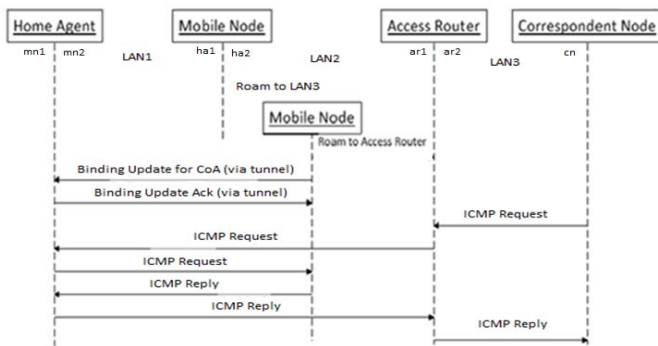 Home Agent
Mobile Node
Access Router
Correspondent Node
mn1 mn2
LAN1
ha1 ha2
LAN2
ar1 ar2
LAN3
cn
Roam to LAN3
Mobile Node
Roam to Access Router
Binding Update for CoA (via tunnel)
Binding Update Ack (via tunnel)
ICMP Request
ICMP Request
ICMP Request
ICMP Reply
ICMP Reply
ICMP Reply